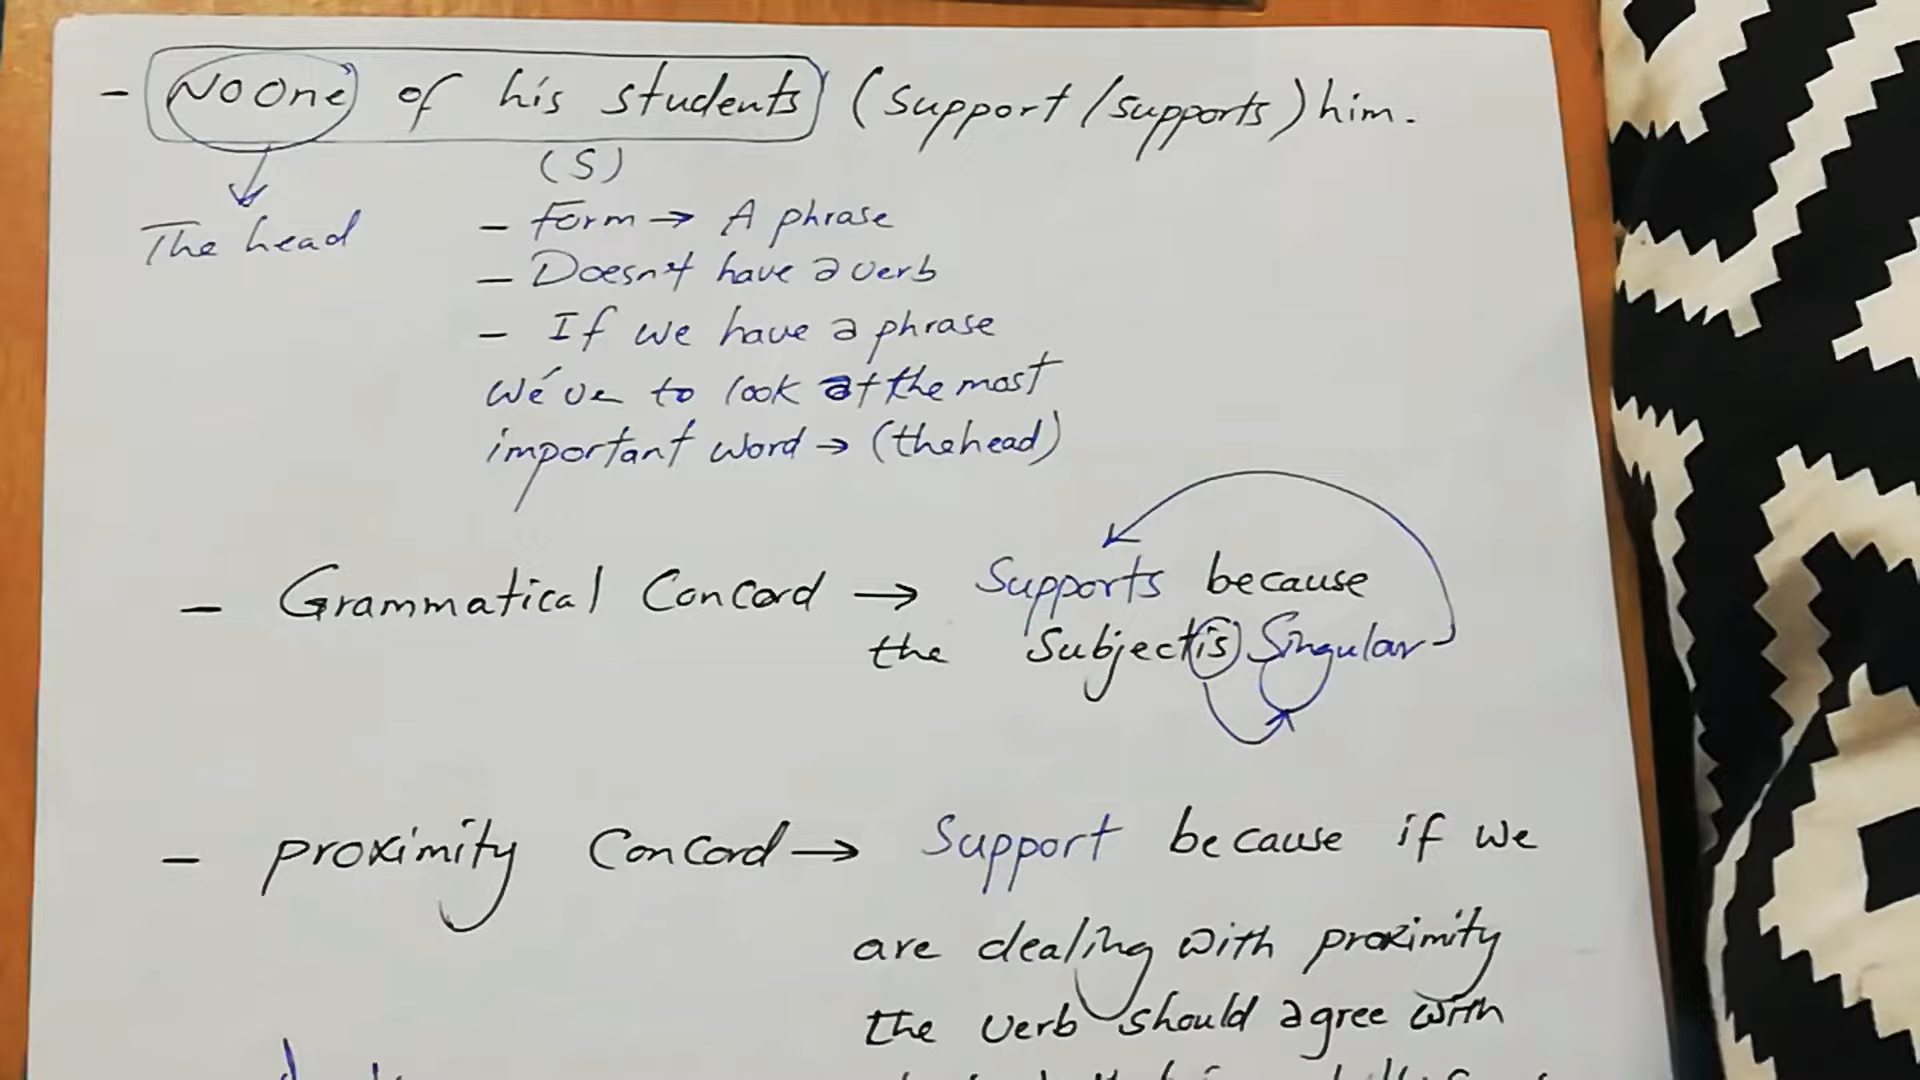 - No One of his students (support/supports) him.
(S)
The head
- Form → A phrase
- Doesn't have a verb
- If we have a phrase
We've to look at the most
important word → (the head)
- Grammatical Concord → Supports because
the Subject is Singular
- proximity Concord → Support because if we
are dealing with proximity
the verb should agree with